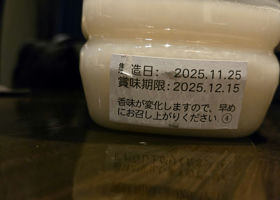 製造日： 2025.11.25
賞味期限：2025.12.15
香味が変化しますので、早め
にお召し上がりください ④